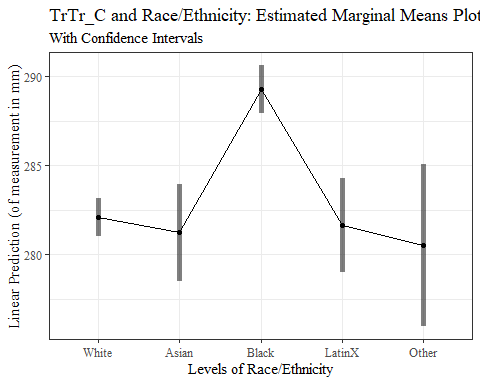 TrTr_C and Race/Ethnicity: Estimated Marginal Means Plot
With Confidence Intervals
Linear Prediction (of measurement in mm)
290
285
280
White Asian Black LatinX Other
Levels of Race/Ethnicity